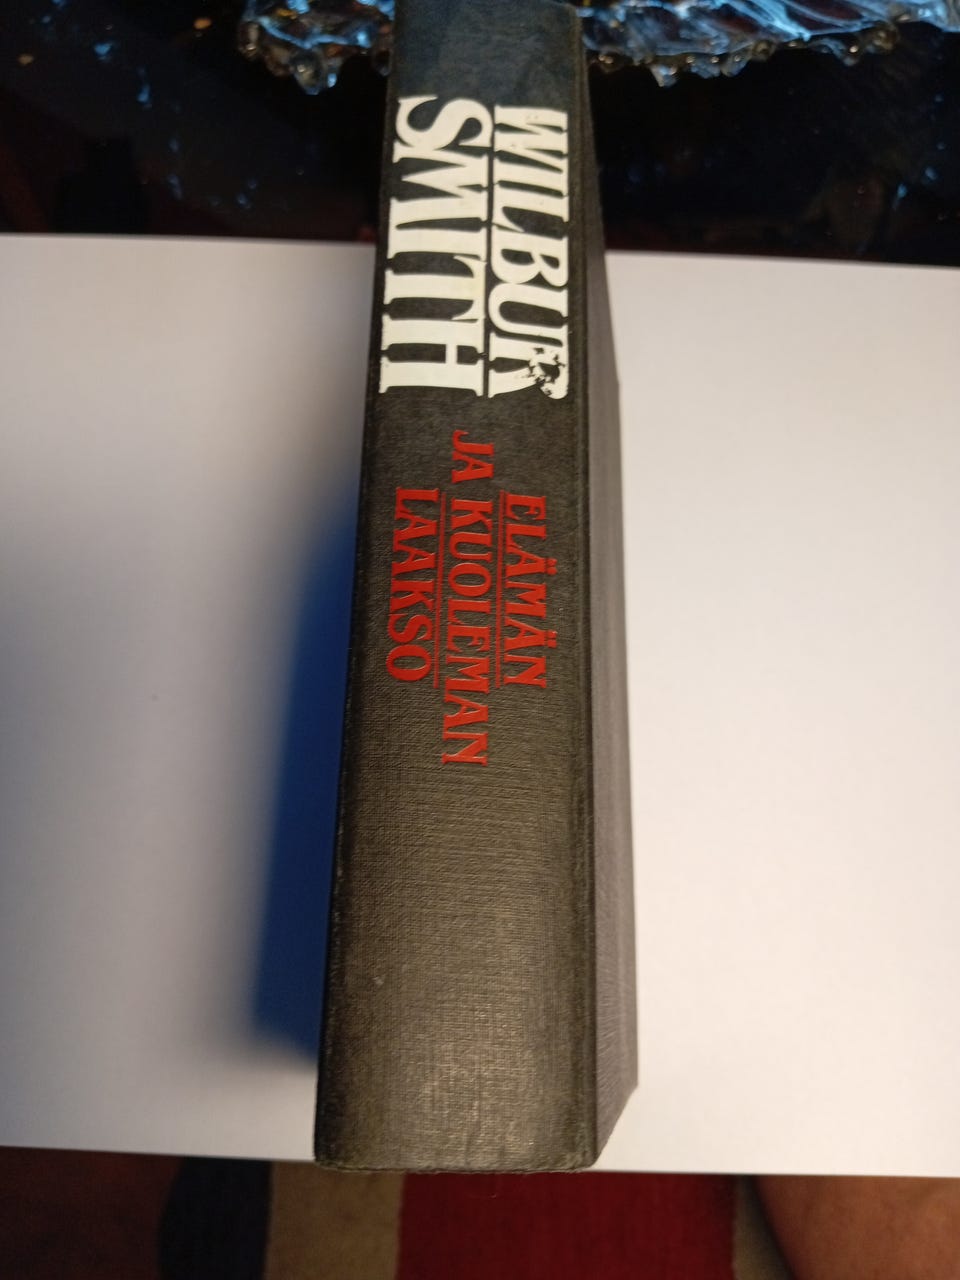 WILBUR
SMITH
ELÄMÄN
JA KUOLEMAN
LAAKSO